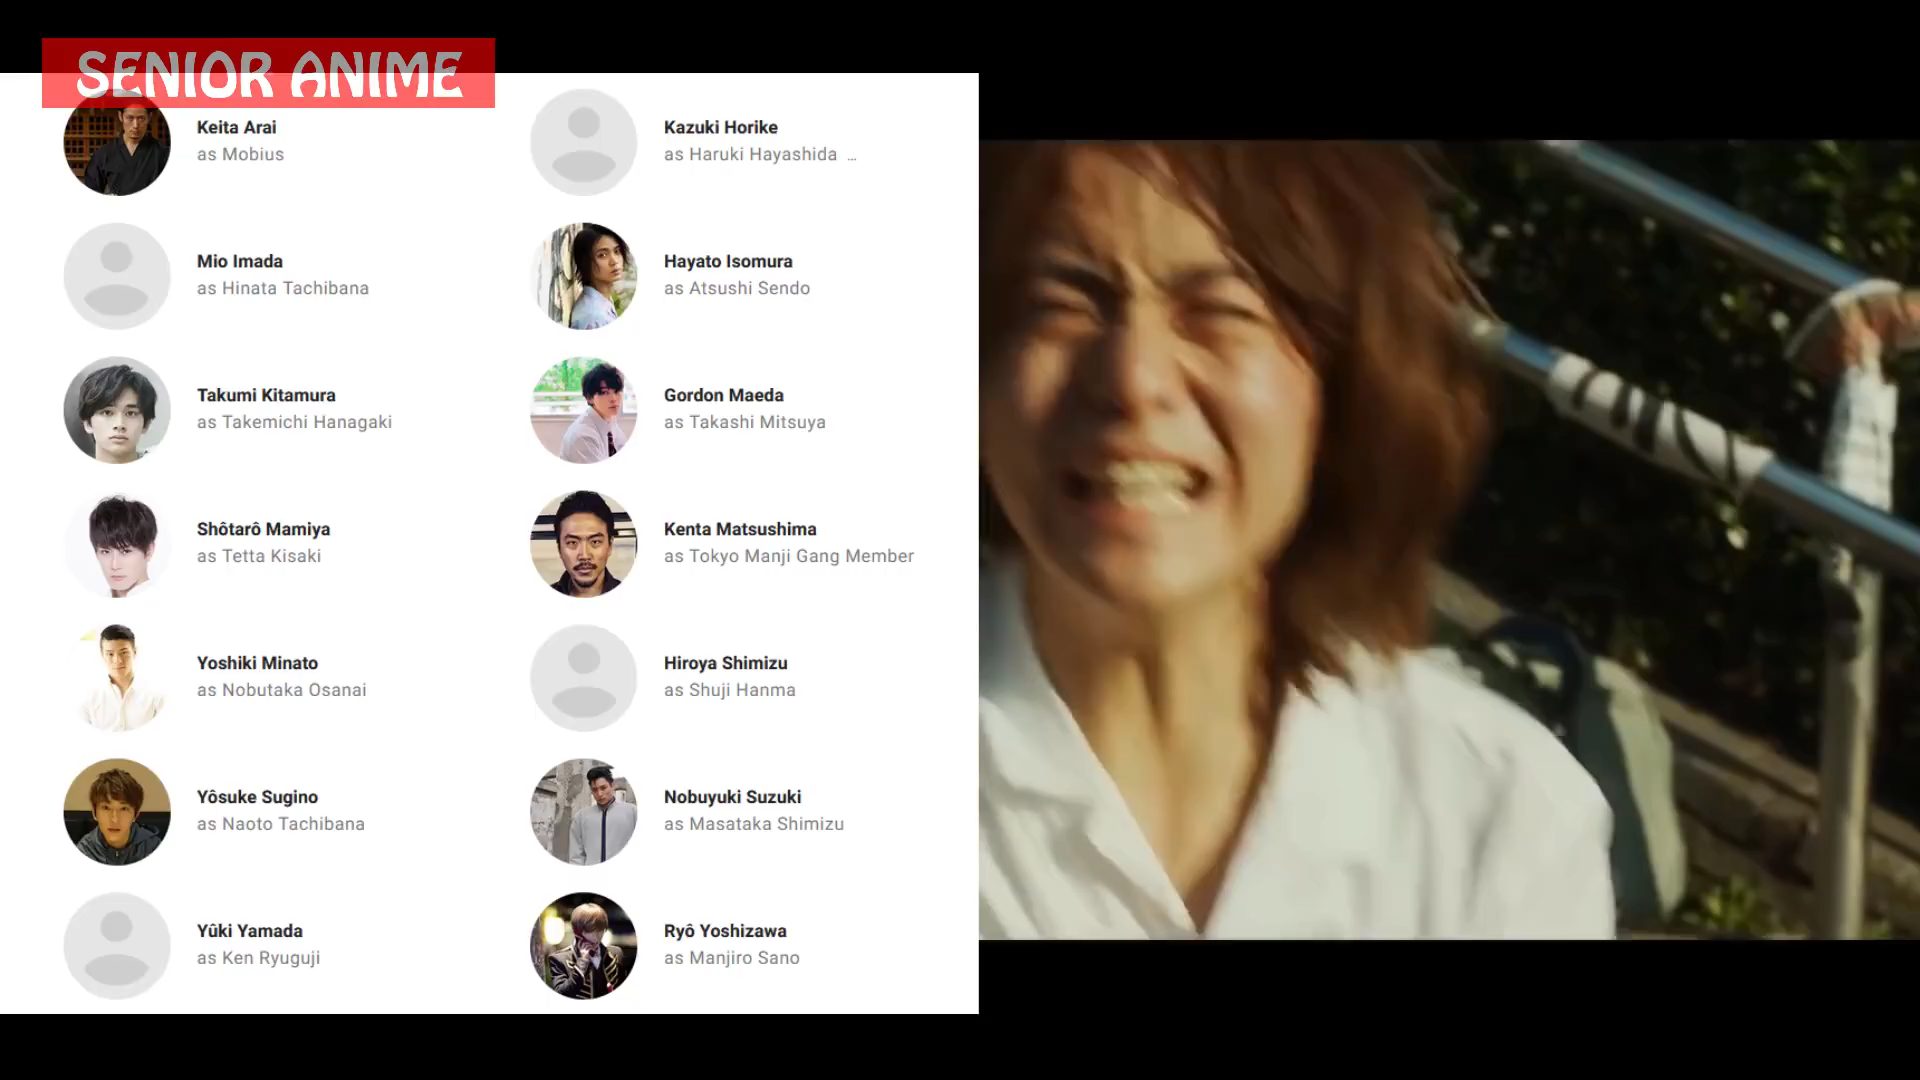 SENIOR ANIME
Keita Arai
as Mobius
Kazuki Horike
as Haruki Hayashida ...
Mio Imada
as Hinata Tachibana
Hayato Isomura
as Atsushi Sendo
Takumi Kitamura
as Takemichi Hanagaki
Gordon Maeda
as Takashi Mitsuya
Shôtarô Mamiya
as Tetta Kisaki
Kenta Matsushima
as Tokyo Manji Gang Member
Yoshiki Minato
as Nobutaka Osanai
Hiroya Shimizu
as Shuji Hanma
Yôsuke Sugino
as Naoto Tachibana
Nobuyuki Suzuki
as Masataka Shimizu
Yûki Yamada
as Ken Ryuguji
Ryô Yoshizawa
as Manjiro Sano